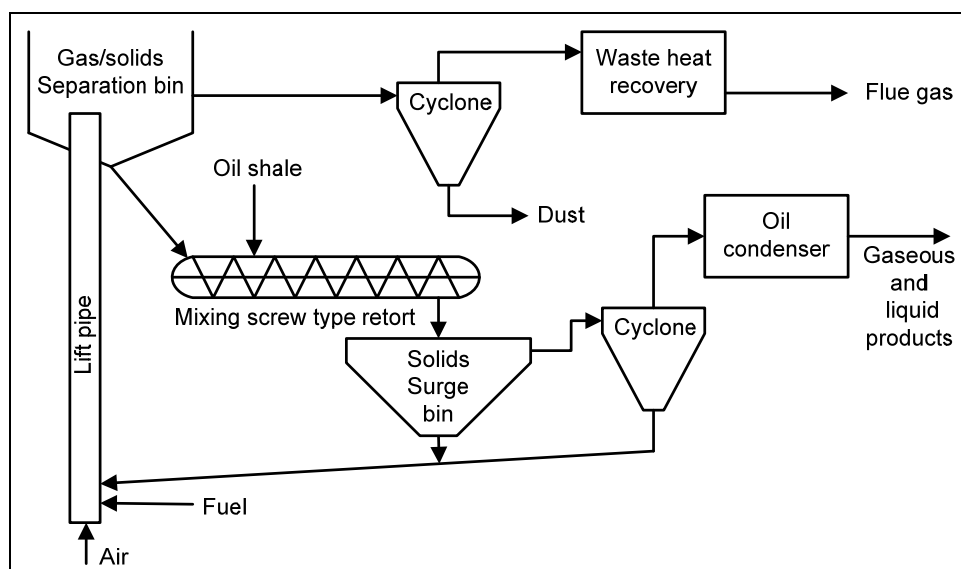 Gas/solids
Separation bin
Cyclone
Waste heat
recovery
Flue gas
Oil shale
Dust
Oil
condenser
Gaseous
and
liquid
products
Mixing screw type retort
Cyclone
Lift pipe
Solids
Surge
bin
Fuel
Air